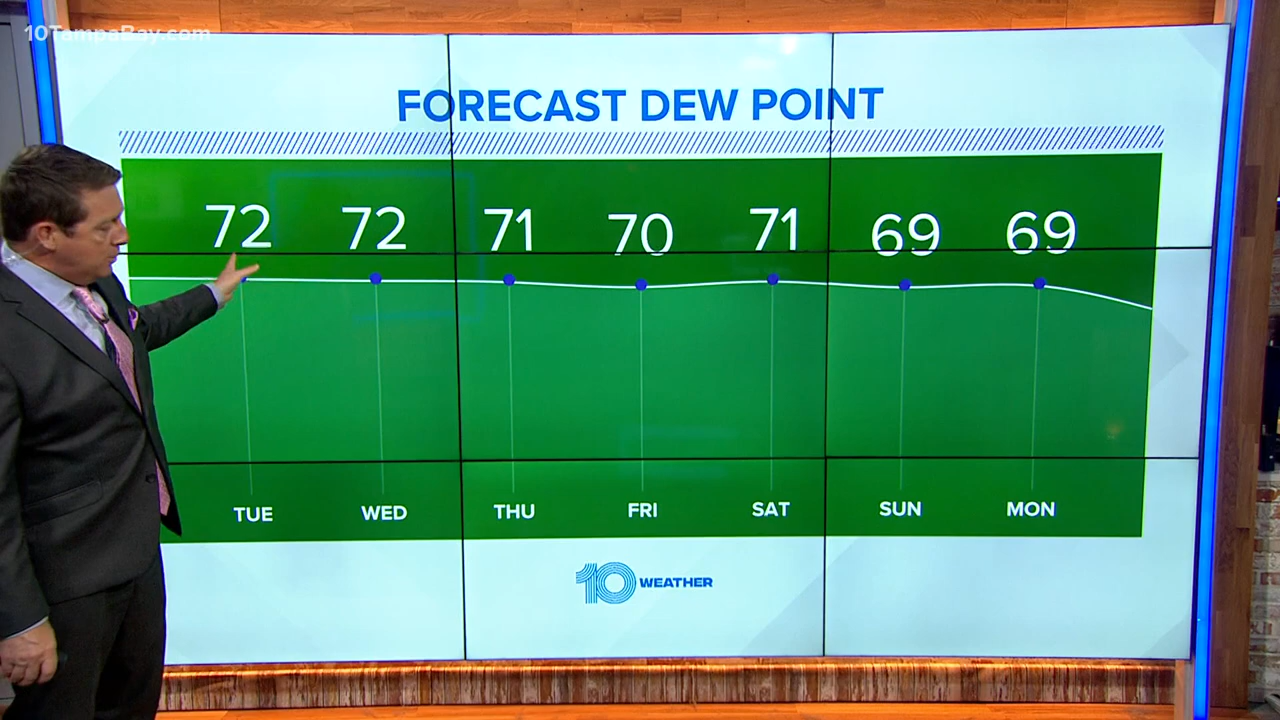 10TampaBay.com
FORECAST DEW POINT
72 72 71 70 71 69 69
TUE WED THU FRI SAT SUN MON
10 WEATHER